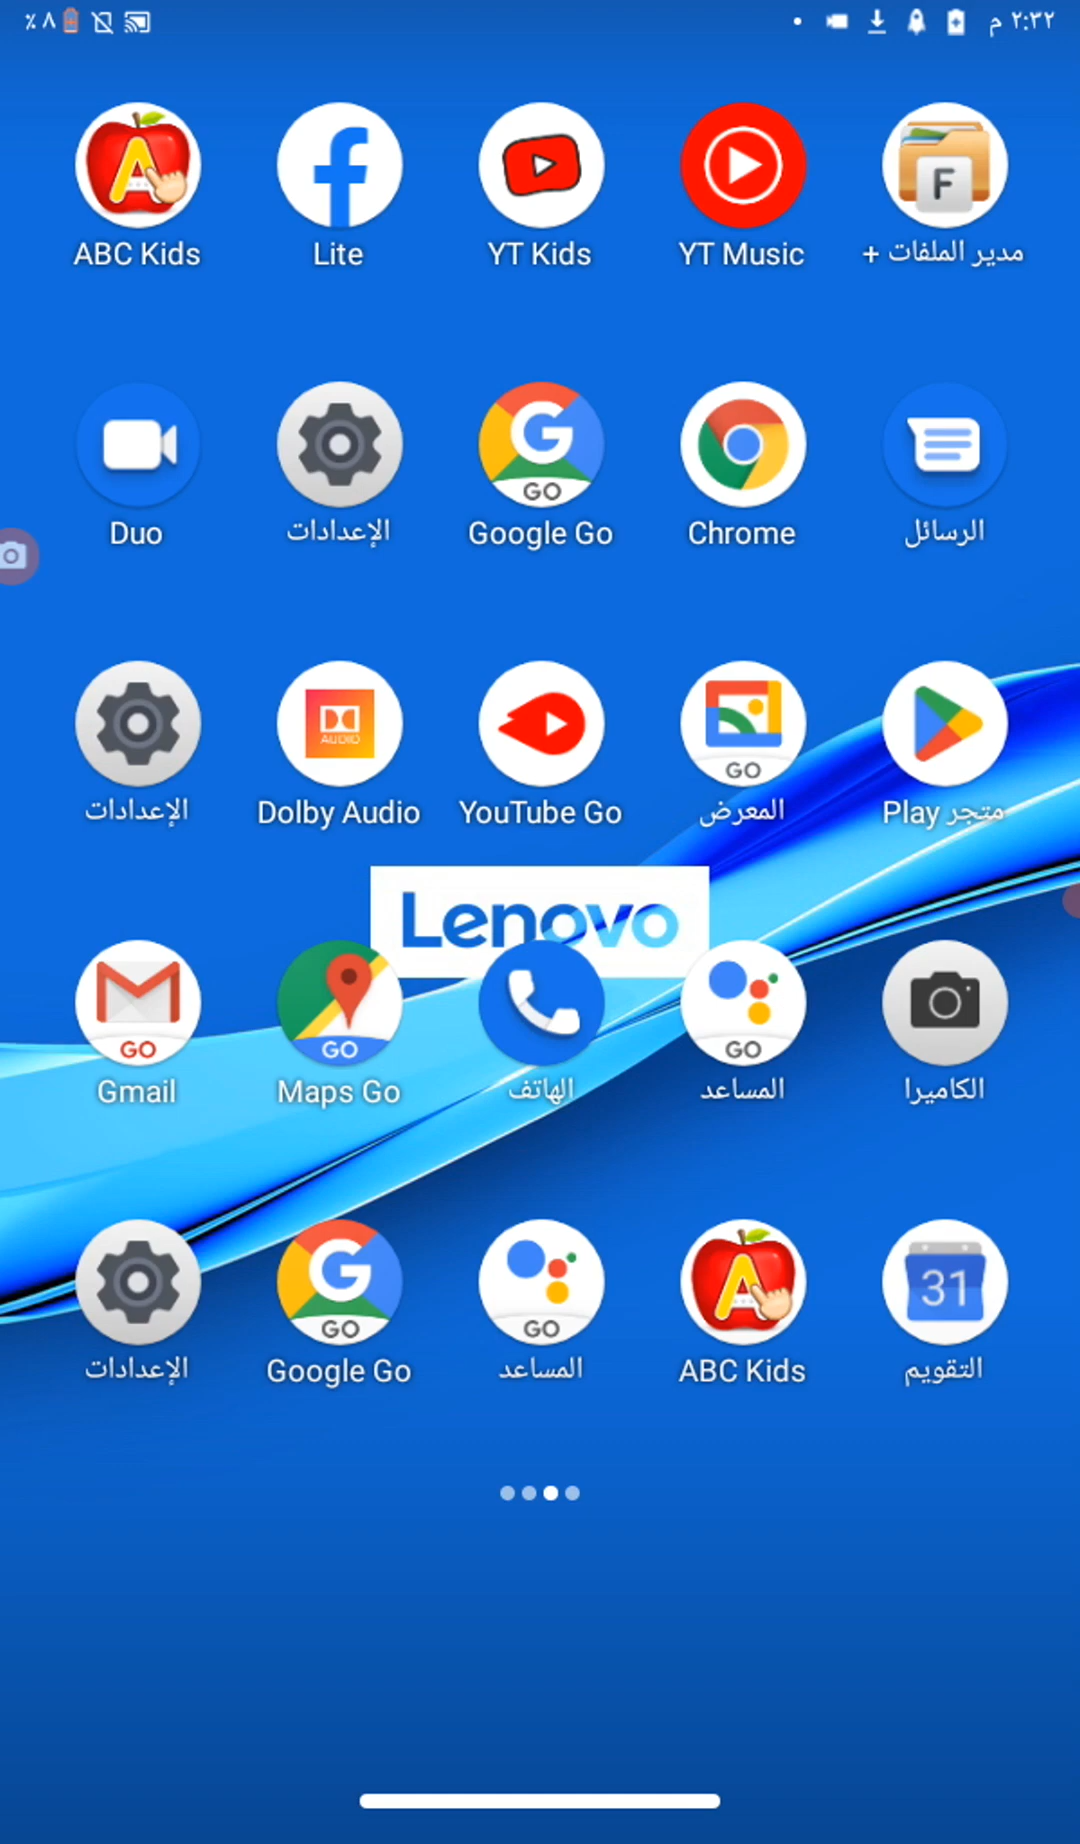 ٪ ٨
٢:٣٢ م
ABC Kids
Lite
YT Kids
YT Music
مدير الملفات +
Duo
الإعدادات
Google Go
Chrome
الرسائل
الإعدادات
Dolby Audio
YouTube Go
المعرض
متجر Play
Lenovo
Gmail
Maps Go
الهاتف
المساعد
الكاميرا
الإعدادات
Google Go
المساعد
ABC Kids
التقويم
A
F
G
GO
AUDIO
GO
GO
GO
GO
G
GO
GO
A
31